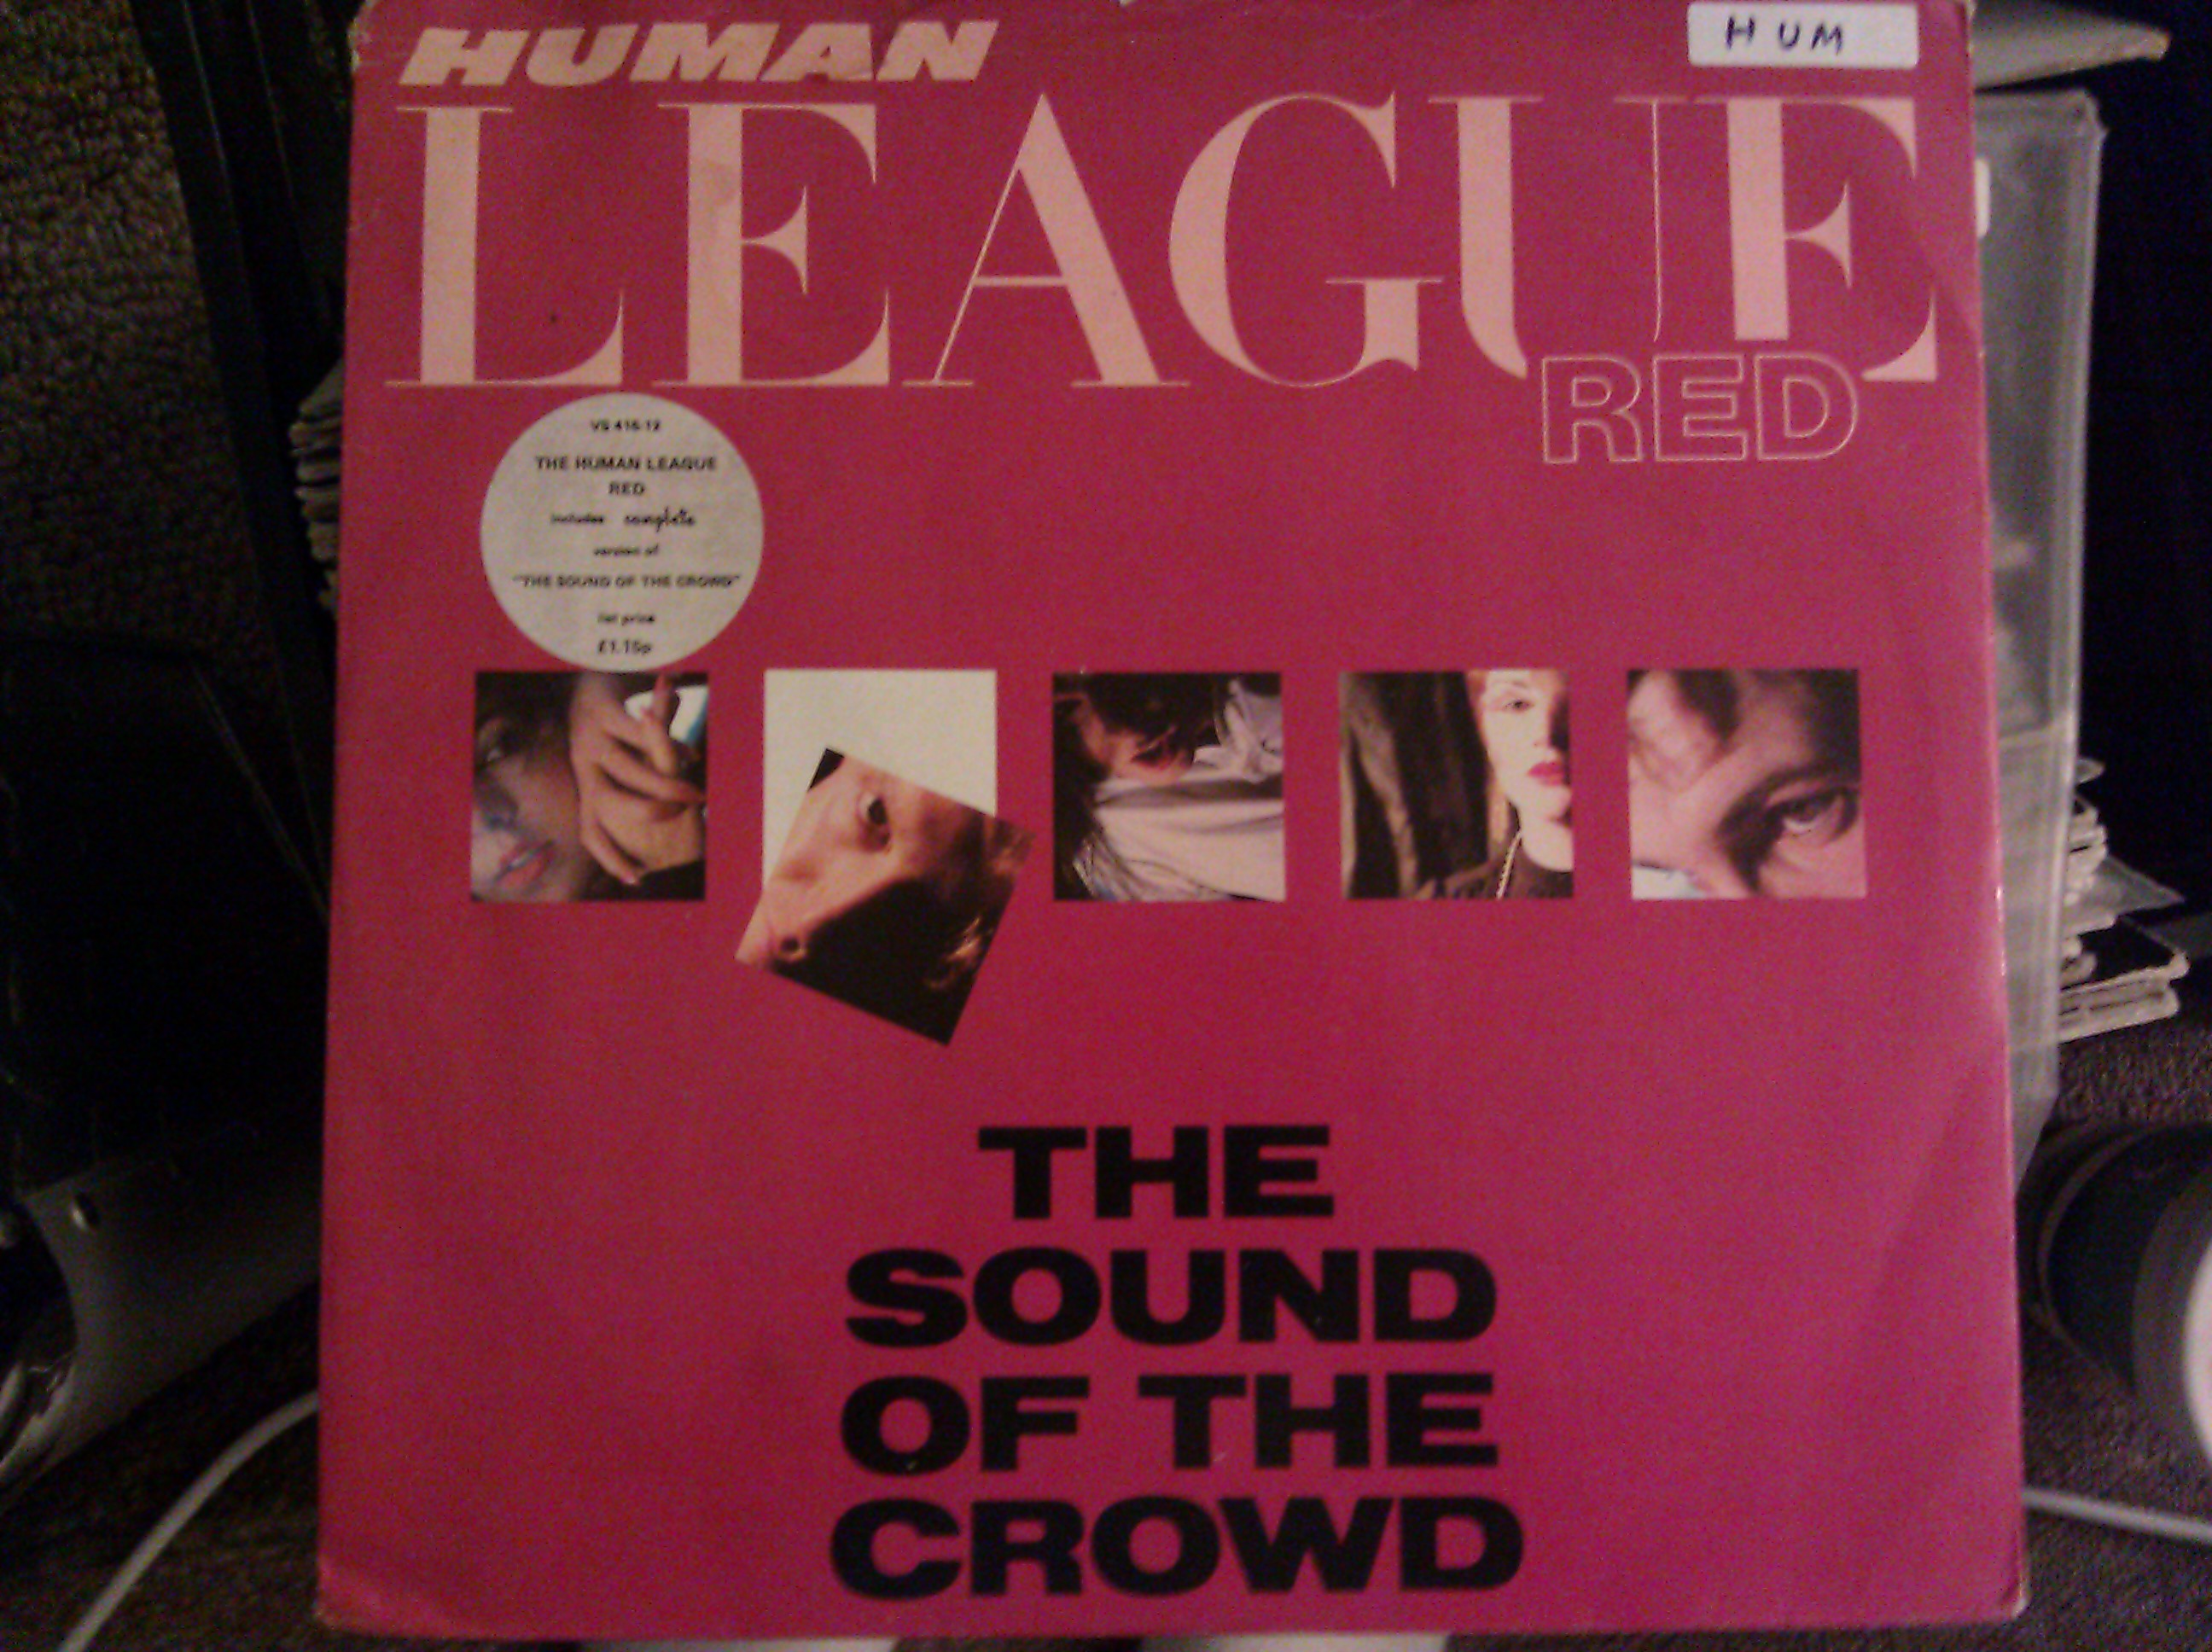 HUMAN
HUM
LEAGUE
RED
VS 416-12
THE HUMAN LEAGUE
RED
includes complete
version of
"THE SOUND OF THE CROWD"
list price
£1.15p
THE
SOUND
OF THE
CROWD